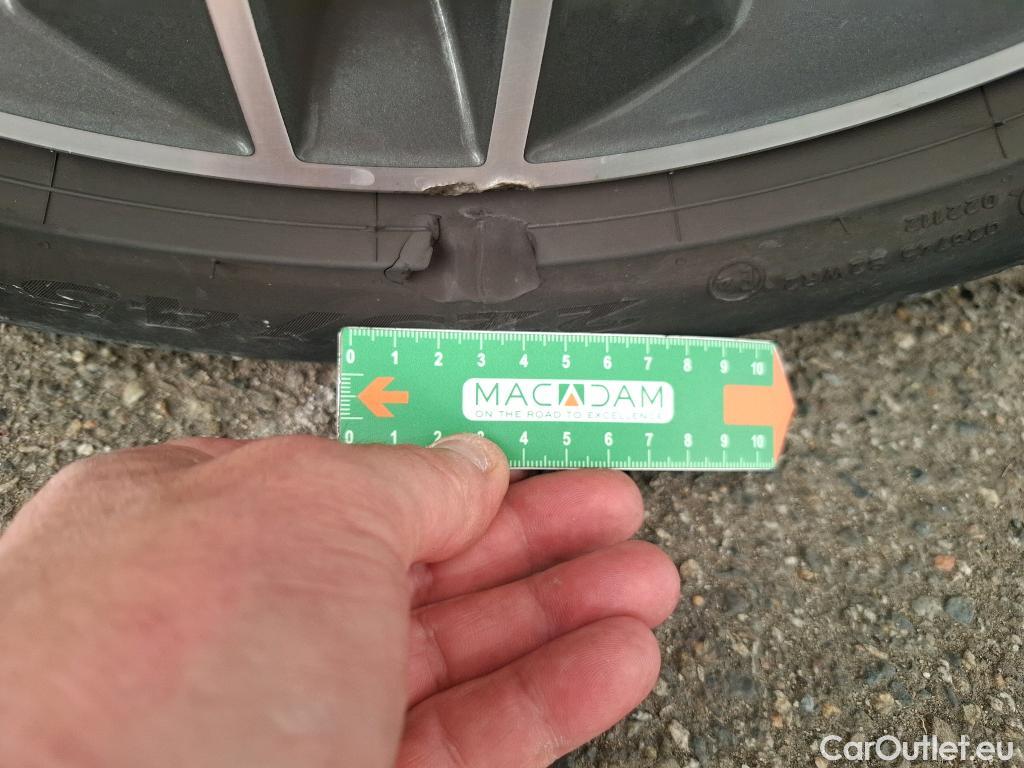 0 1 2 3 4 5 6 7 8 9 10
MACADAM
ON THE ROAD TO EXCELLENCE
0 1 2 3 4 5 6 7 8 9 10
CarOutlet.eu